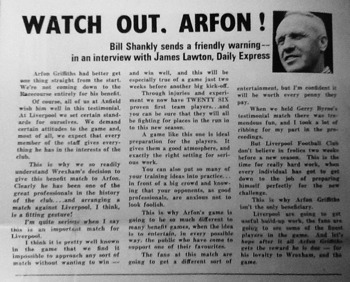 WATCH OUT, ARFON !
Bill Shankly sends a friendly warning—
in an interview with James Lawton, Daily Express
Arfon Griffiths had better get
one thing straight from the start.
We're not coming down to the
Racecourse entirely for his benefit.
Of course, all of us at Anfield
wish him well in this testimonial.
At Liverpool we set certain stand-
ards for ourselves. We demand
certain attitudes to the game and,
most of all, we expect that every
member of the staff gives every-
thing he has in the interests of the
club.
This is why we so readily
understand Wrexham's decision to
give this benefit match to Arfon.
Clearly he has been one of the
great professionals in the history
of the club . . . and arranging a
match against Liverpool, I think,
is a fitting gesture!
I'm quite serious when I say
this is an important match for
Liverpool.
I think it is pretty well known
in the game that we find it
impossible to approach any sort of
match without wanting to win—
and win well, and this will be
especially true of a game just two
weeks before another big kick-off.
Through injuries and experi-
ment we now have TWENTY SIX
proven first team players...and
you can be sure that they will all
be fighting for places in the run in
to this new season.
A game like this one is ideal
preparation for the players. It
gives them a good atmosphere, and
exactly the right setting for seri-
ous work.
You can also put so many of
your training ideas into practice...
in front of a big crowd and know-
ing that your opponents, as good
professionals, are anxious not to
look foolish.
This is why Arfon's game is
going to be so much different to
many benefit games, when the idea
is to entertain, in every possible
way, the public who have come to
support one of their favourites.
The fans at this match are
going to get a different sort of
entertainment, but I'm confident it
will be worth every penny they
pay.
When we held Gerry Byrne's
testimonial match there was tre-
mendous fun, and I took a lot of
ribbing for my part in the pro-
ceedings.
But Liverpool Football Club
don't believe in frolics two weeks
before a new season. This is the
time for really hard work, when
every individual has got to get
down to the job of preparing
himself perfectly for the new
challenge.
This is why Arfon Griffiths
isn't the only beneficiary.
Liverpool are going to get
useful build-up work, the fans are
going to see some of the finest
players in the game. And let's
hope after it all Arfon Griffiths
gets the reward he is due — for
his loyalty to Wrexham, and the
game.